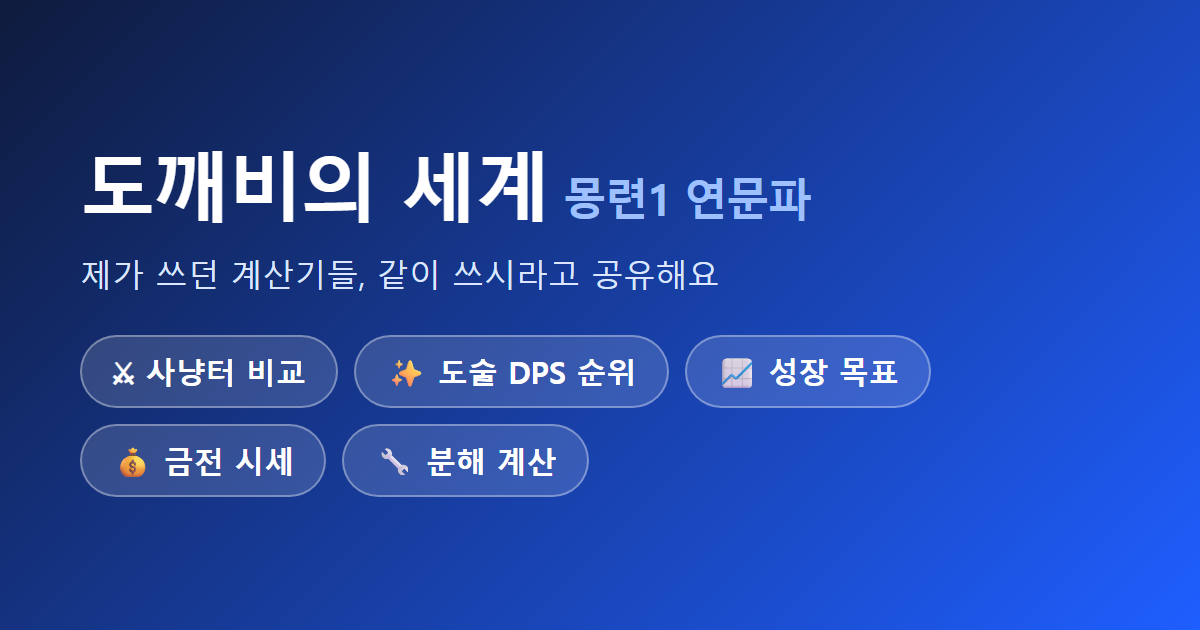 도깨비의 세계 몽련1 연문파
제가 쓰던 계산기들, 같이 쓰시라고 공유해요
⚔ 사냥터 비교 ✨ 도술 DPS 순위 📈 성장 목표
💰 금전 시세 🔧 분해 계산